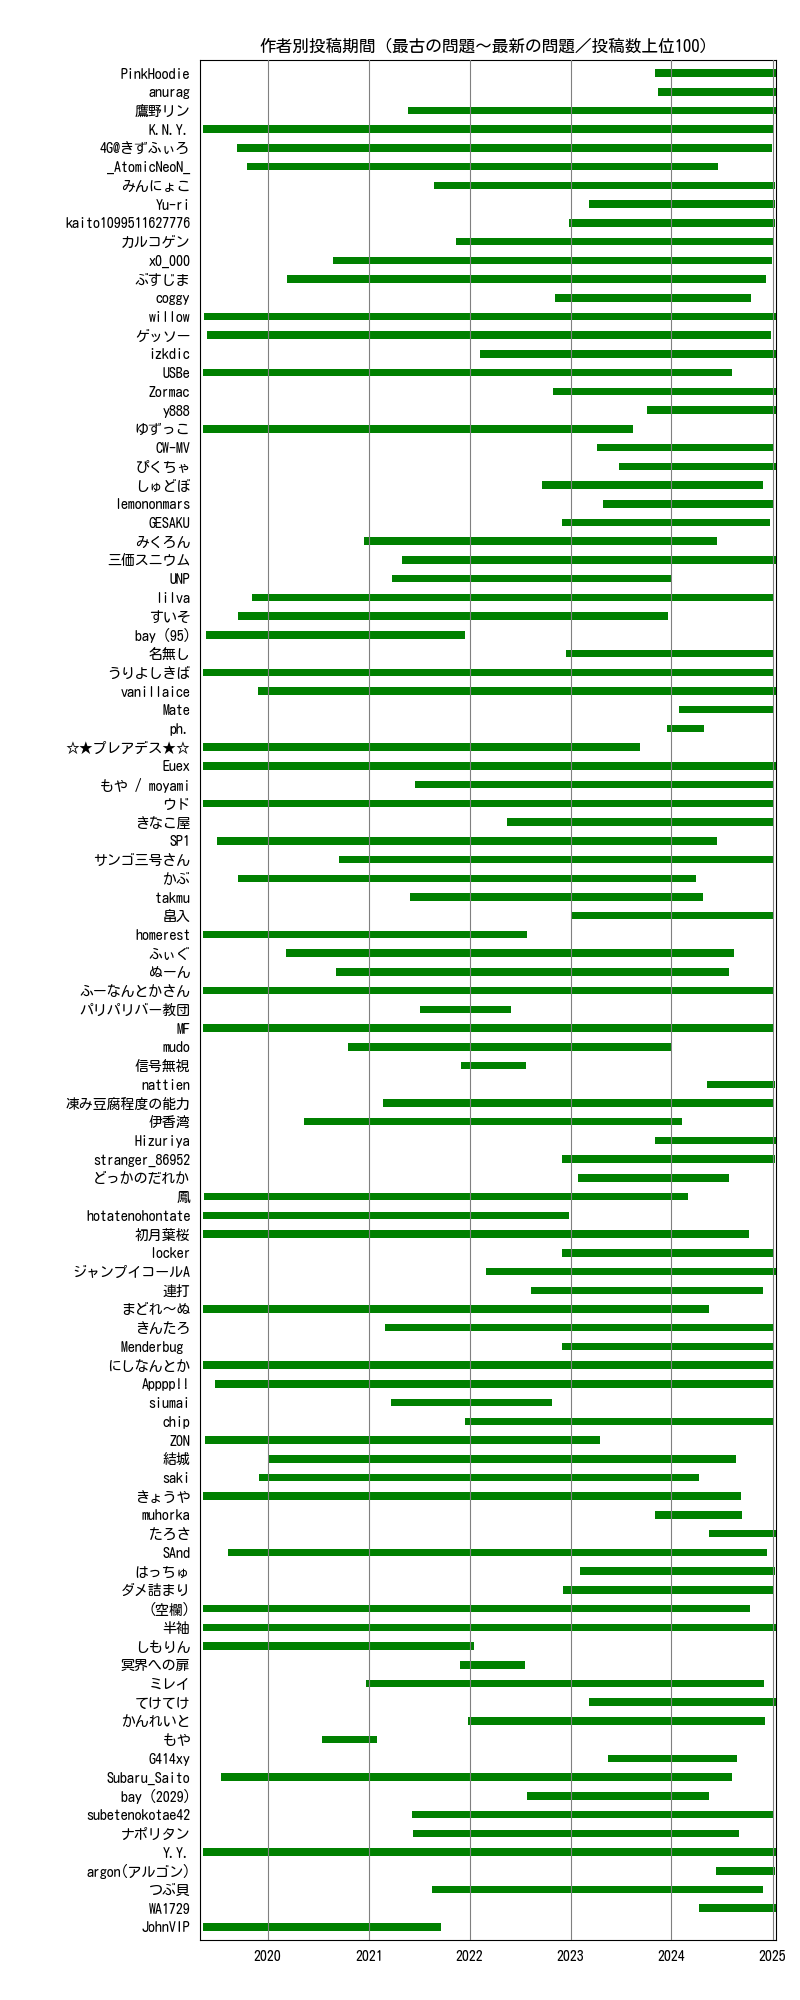 作者別投稿期間（最古の問題～最新の問題／投稿数上位100）
PinkHoodie
anurag
鷹野リン
K.N.Y.
4G@きずふぃろ
_AtomicNeoN_
みんにょこ
Yu-ri
kaito1099511627776
カルコゲン
x0_000
ぶすじま
coggy
willow
ゲッソー
izkdic
USBe
Zormac
y888
ゆずっこ
CW-MV
ぴくちゃ
しゅどぼ
lemononmars
GESAKU
みくろん
三価スニウム
UNP
lilva
すいそ
bay (95)
名無し
うりよしきば
vanillaice
Mate
ph.
☆★プレアデス★☆
Euex
もや / moyami
ウド
きなこ屋
SP1
サンゴ三号さん
かぶ
takmu
畠入
homerest
ふぃぐ
ぬーん
ふーなんとかさん
パリパリバー教団
MF
mudo
信号無視
nattien
凍み豆腐程度の能力
伊香湾
Hizuriya
stranger_86952
どっかのだれか
鳳
hotatenohontate
初月葉桜
locker
ジャンプイコールA
連打
まどれ～ぬ
きんたろ
Menderbug
にしなんとか
Appppll
siumai
chip
ZON
結城
saki
きょうや
muhorka
たろさ
SAnd
はっちゅ
ダメ詰まり
(空欄)
半袖
しもりん
冥界への扉
ミレイ
てけてけ
かんれいと
もや
G414xy
Subaru_Saito
bay (2029)
subetenokotae42
ナポリタン
Y.Y.
argon(アルゴン)
つぶ貝
WA1729
JohnVIP
2020 2021 2022 2023 2024 2025